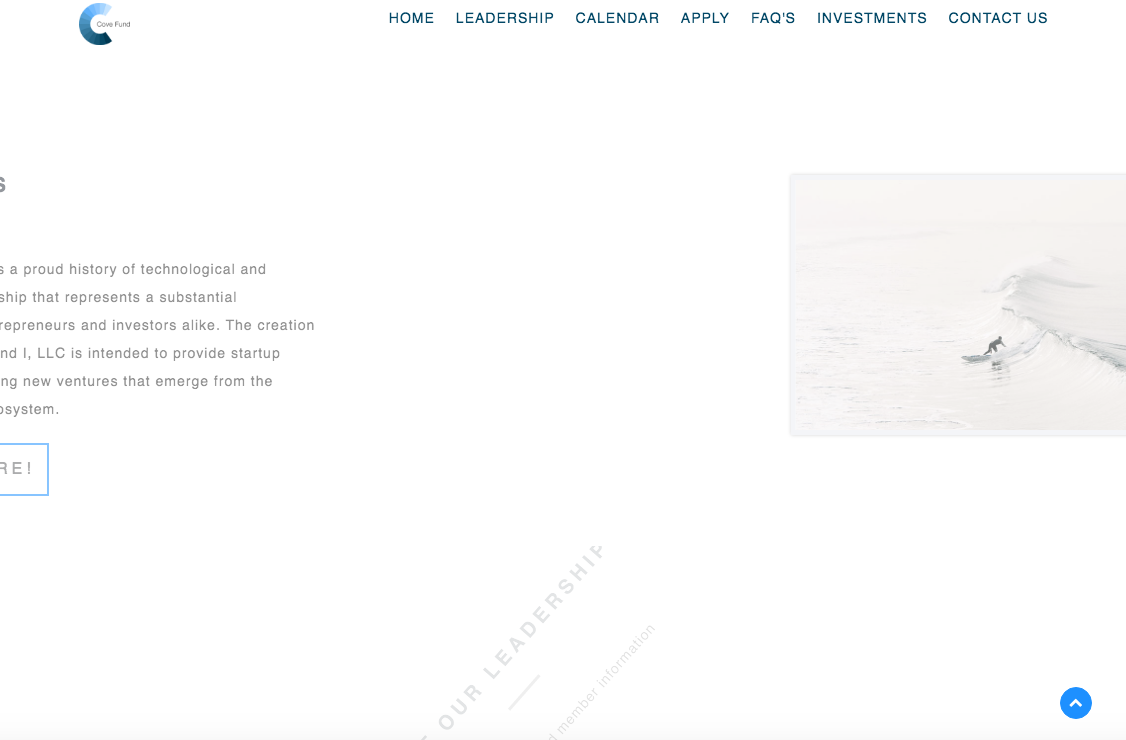 Cove Fund
HOME LEADERSHIP CALENDAR APPLY FAQ'S INVESTMENTS CONTACT US
S
s a proud history of technological and
ship that represents a substantial
repreneurs and investors alike. The creation
nd I, LLC is intended to provide startup
ng new ventures that emerge from the
osystem.
RE!
OUR LEADERSHIP
d member information